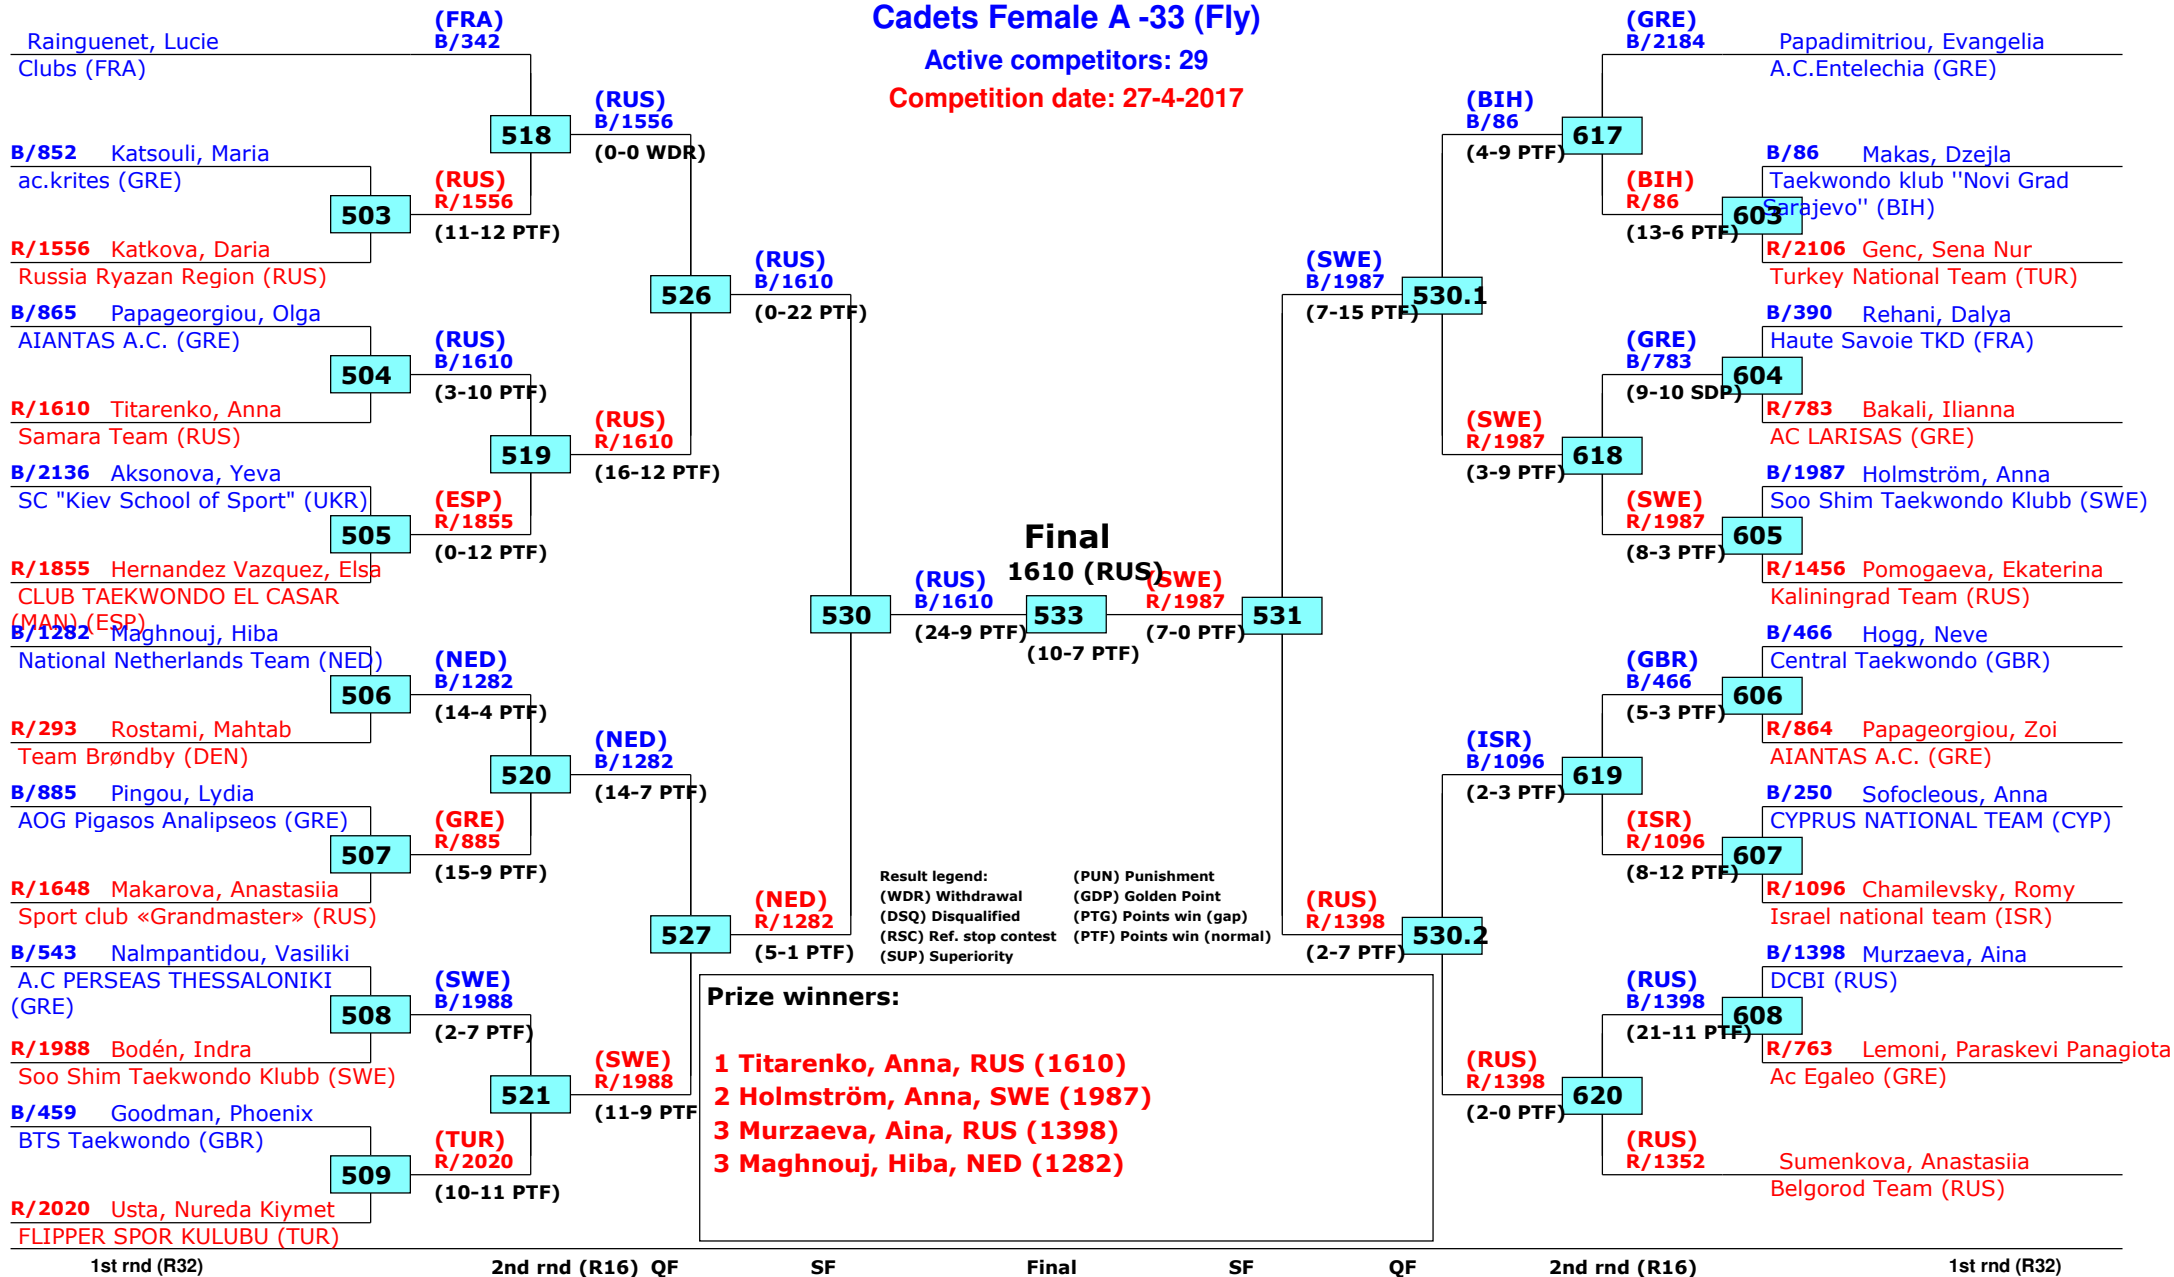 Cadets Female A -33 (Fly)
Active competitors: 29
Competition date: 27-4-2017
Rainguenet, Lucie
Clubs (FRA)
B/852 Katsouli, Maria
ac.krites (GRE)
503
R/1556 Katkova, Daria
Russia Ryazan Region (RUS)
B/865 Papageorgiou, Olga
AIANTAS A.C. (GRE)
504
R/1610 Titarenko, Anna
Samara Team (RUS)
B/2136 Aksonova, Yeva
SC "Kiev School of Sport" (UKR)
505
R/1855 Hernandez Vazquez, Elsa
CLUB TAEKWONDO EL CASAR
(MAN) (ESP)
B/1282 Maghnouj, Hiba
National Netherlands Team (NED)
506
R/293 Rostami, Mahtab
Team Brøndby (DEN)
B/885 Pingou, Lydia
AOG Pigasos Analipseos (GRE)
507
R/1648 Makarova, Anastasiia
Sport club «Grandmaster» (RUS)
B/543 Nalmpantidou, Vasiliki
A.C PERSEAS THESSALONIKI
(GRE)
508
R/1988 Bodén, Indra
Soo Shim Taekwondo Klubb (SWE)
B/459 Goodman, Phoenix
BTS Taekwondo (GBR)
509
R/2020 Usta, Nureda Kiymet
FLIPPER SPOR KULUBU (TUR)
(FRA)
B/342
518
(RUS)
R/1556
(11-12 PTF)
(RUS)
B/1610
(3-10 PTF)
519
(ESP)
R/1855
(0-12 PTF)
(NED)
B/1282
(14-4 PTF)
520
(GRE)
R/885
(15-9 PTF)
(SWE)
B/1988
(2-7 PTF)
521
(TUR)
R/2020
(10-11 PTF)
(RUS)
B/1556
(0-0 WDR)
526
(RUS)
R/1610
(16-12 PTF)
(NED)
B/1282
(14-7 PTF)
527
(SWE)
R/1988
(11-9 PTF
(RUS)
B/1610
(0-22 PTF)
530
(NED)
R/1282
(5-1 PTF)
(RUS)
B/1610
(24-9 PTF)
Final
1610 (RUS)
533
(10-7 PTF)
(SWE)
R/1987
(7-0 PTF)
531
(SWE)
B/1987
(7-15 PTF)
530.1
(RUS)
R/1398
(2-7 PTF)
530.2
(BIH)
B/86
(4-9 PTF)
617
(SWE)
R/1987
(3-9 PTF)
618
(ISR)
B/1096
(2-3 PTF)
619
(RUS)
R/1398
(2-0 PTF)
620
(GRE)
B/2184
(BIH)
R/86
(13-6 PTF)
603
(GRE)
B/783
(9-10 SDP)
604
(SWE)
R/1987
(8-3 PTF)
605
(GBR)
B/466
(5-3 PTF)
606
(ISR)
R/1096
(8-12 PTF)
607
(RUS)
B/1398
(21-11 PTF)
608
(RUS)
R/1352
Papadimitriou, Evangelia
A.C.Entelechia (GRE)
B/86 Makas, Dzejla
Taekwondo klub ''Novi Grad
Sarajevo'' (BIH)
R/2106 Genc, Sena Nur
Turkey National Team (TUR)
B/390 Rehani, Dalya
Haute Savoie TKD (FRA)
R/783 Bakali, Ilianna
AC LARISAS (GRE)
B/1987 Holmström, Anna
Soo Shim Taekwondo Klubb (SWE)
R/1456 Pomogaeva, Ekaterina
Kaliningrad Team (RUS)
B/466 Hogg, Neve
Central Taekwondo (GBR)
R/864 Papageorgiou, Zoi
AIANTAS A.C. (GRE)
B/250 Sofocleous, Anna
CYPRUS NATIONAL TEAM (CYP)
R/1096 Chamilevsky, Romy
Israel national team (ISR)
B/1398 Murzaeva, Aina
DCBI (RUS)
R/763 Lemoni, Paraskevi Panagiota
Ac Egaleo (GRE)
Sumenkova, Anastasiia
Belgorod Team (RUS)
Result legend: (PUN) Punishment
(WDR) Withdrawal (GDP) Golden Point
(DSQ) Disqualified (PTG) Points win (gap)
(RSC) Ref. stop contest (PTF) Points win (normal)
(SUP) Superiority
Prize winners:
1 Titarenko, Anna, RUS (1610)
2 Holmström, Anna, SWE (1987)
3 Murzaeva, Aina, RUS (1398)
3 Maghnouj, Hiba, NED (1282)
1st rnd (R32) 2nd rnd (R16) QF SF Final SF QF 2nd rnd (R16) 1st rnd (R32)